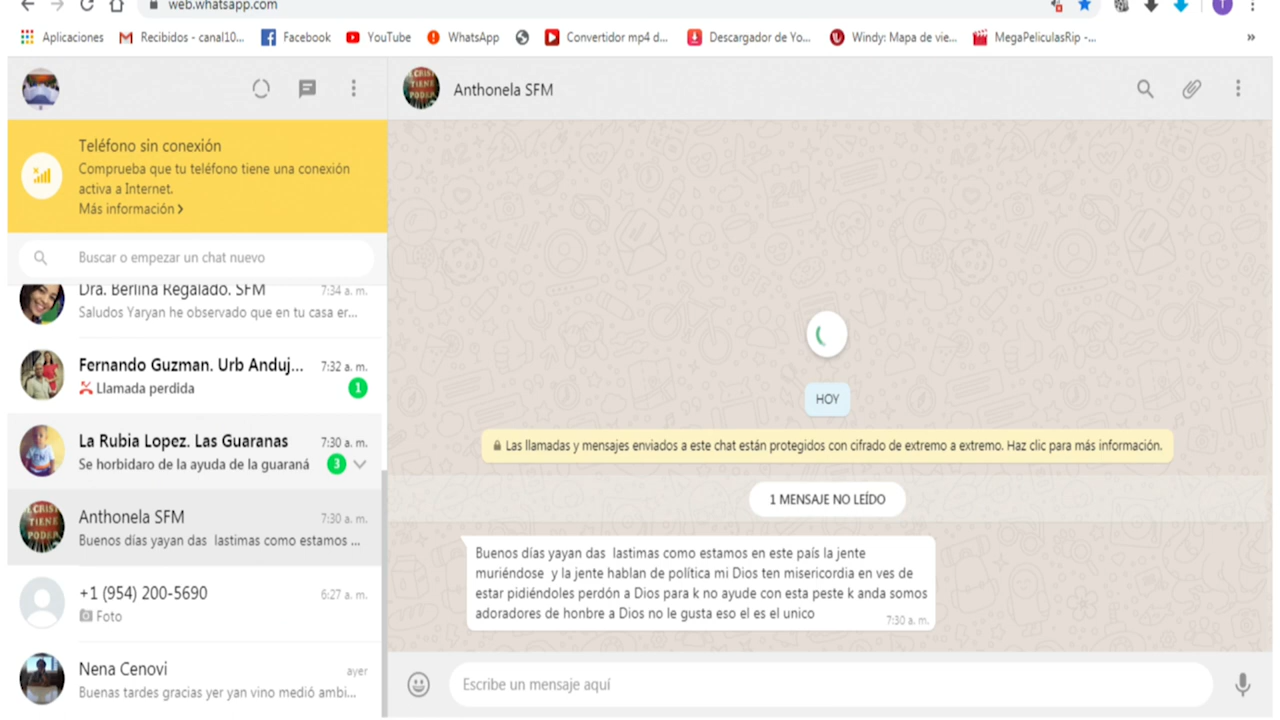 web.whatsapp.com
T
Aplicaciones
Recibidos - canal10...
Facebook
YouTube
WhatsApp
Convertidor mp4 d...
Descargador de Yo...
Windy: Mapa de vie...
MegaPeliculasRip -...
»
Anthonela SFM
Teléfono sin conexión
Comprueba que tu teléfono tiene una conexión
activa a Internet.
Más información >
Buscar o empezar un chat nuevo
Dra. Berlina Regalado. SFM 7:34 a. m.
Saludos Yaryan he observado que en tu casa er...
Fernando Guzman. Urb Anduj... 7:32 a. m.
Llamada perdida 1
La Rubia Lopez. Las Guaranas 7:30 a. m.
Se horbidaro de la ayuda de la guaraná 3
Anthonela SFM 7:30 a. m.
Buenos días yayan das lastimas como estamos ...
+1 (954) 200-5690 6:27 a. m.
Foto
Nena Cenovi ayer
Buenas tardes gracias yer yan vino medió ambi...
HOY
Las llamadas y mensajes enviados a este chat están protegidos con cifrado de extremo a extremo. Haz clic para más información.
1 MENSAJE NO LEÍDO
Buenos días yayan das lastimas como estamos en este país la jente
muriéndose y la jente hablan de política mi Dios ten misericordia en ves de
estar pidiéndoles perdón a Dios para k no ayude con esta peste k anda somos
adoradores de honbre a Dios no le gusta eso el es el unico
7:30 a. m.
Escribe un mensaje aquí